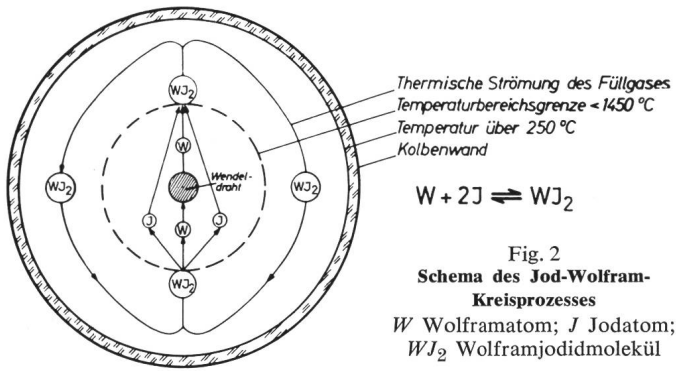 WJ2
W
Wendel-
draht
WJ2
WJ2
J
J
W
WJ2
Thermische Strömung des Füllgases
Temperaturbereichsgrenze < 1450 °C
Temperatur über 250 °C
Kolbenwand
W + 2J ⇌ WJ2
Fig. 2
Schema des Jod-Wolfram-
Kreisprozesses
W Wolframatom; J Jodatom;
WJ2 Wolframjodidmolekül